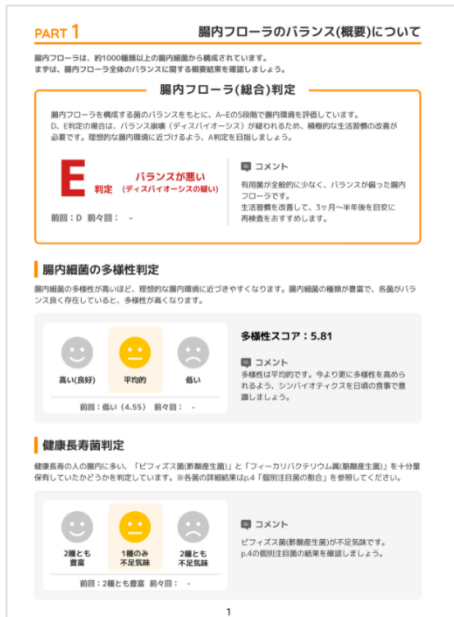 PART 1
腸内フローラのバランス(概要)について
腸内フローラは、約1000種類以上の腸内細菌から構成されています。
まずは、腸内フローラ全体のバランスに関する概要結果を確認しましょう。
腸内フローラ(総合)判定
腸内フローラを構成する菌のバランスをもとに、A~Eの5段階で腸内環境を評価しています。
D、E判定の場合は、バランス崩壊（ディスバイオーシス）が疑われるため、積極的な生活習慣の改善が
必要です。理想的な腸内環境に近づけるよう、A判定を目指しましょう。
E 判定
バランスが悪い
(ディスバイオーシスの疑い)
前回：D 前々回： -
コメント
有用菌が全般的に少なく、バランスが偏った腸内
フローラです。
生活習慣を改善して、3ヶ月～半年後を目安に
再検査をおすすめします。
腸内細菌の多様性判定
腸内細菌の多様性が高いほど、理想的な腸内環境に近づきやすくなります。腸内細菌の種類が豊富で、各菌がバラ
ンス良く存在していると、多様性が高くなります。
高い(良好)
平均的
低い
前回：低い（4.55） 前々回： -
多様性スコア：5.81
コメント
多様性は平均的です。今より更に多様性を高めら
れるよう、シンバイオティクスを日頃の食事で意
識しましょう。
健康長寿菌判定
健康長寿の人の腸内に多い、「ビフィズス菌(酢酸産生菌)」と「フィーカリバクテリウム属(酪酸産生菌)」を十分量
保有していたかどうかを判定しています。※各菌の詳細結果はp.4「個別注目菌の割合」を参照してください。
2種とも
豊富
1種のみ
不足気味
2種とも
不足気味
前回：2種とも豊富 前々回： -
コメント
ビフィズス菌(酢酸産生菌)が不足気味です。
p.4の個別注目菌の結果を確認しましょう。
1